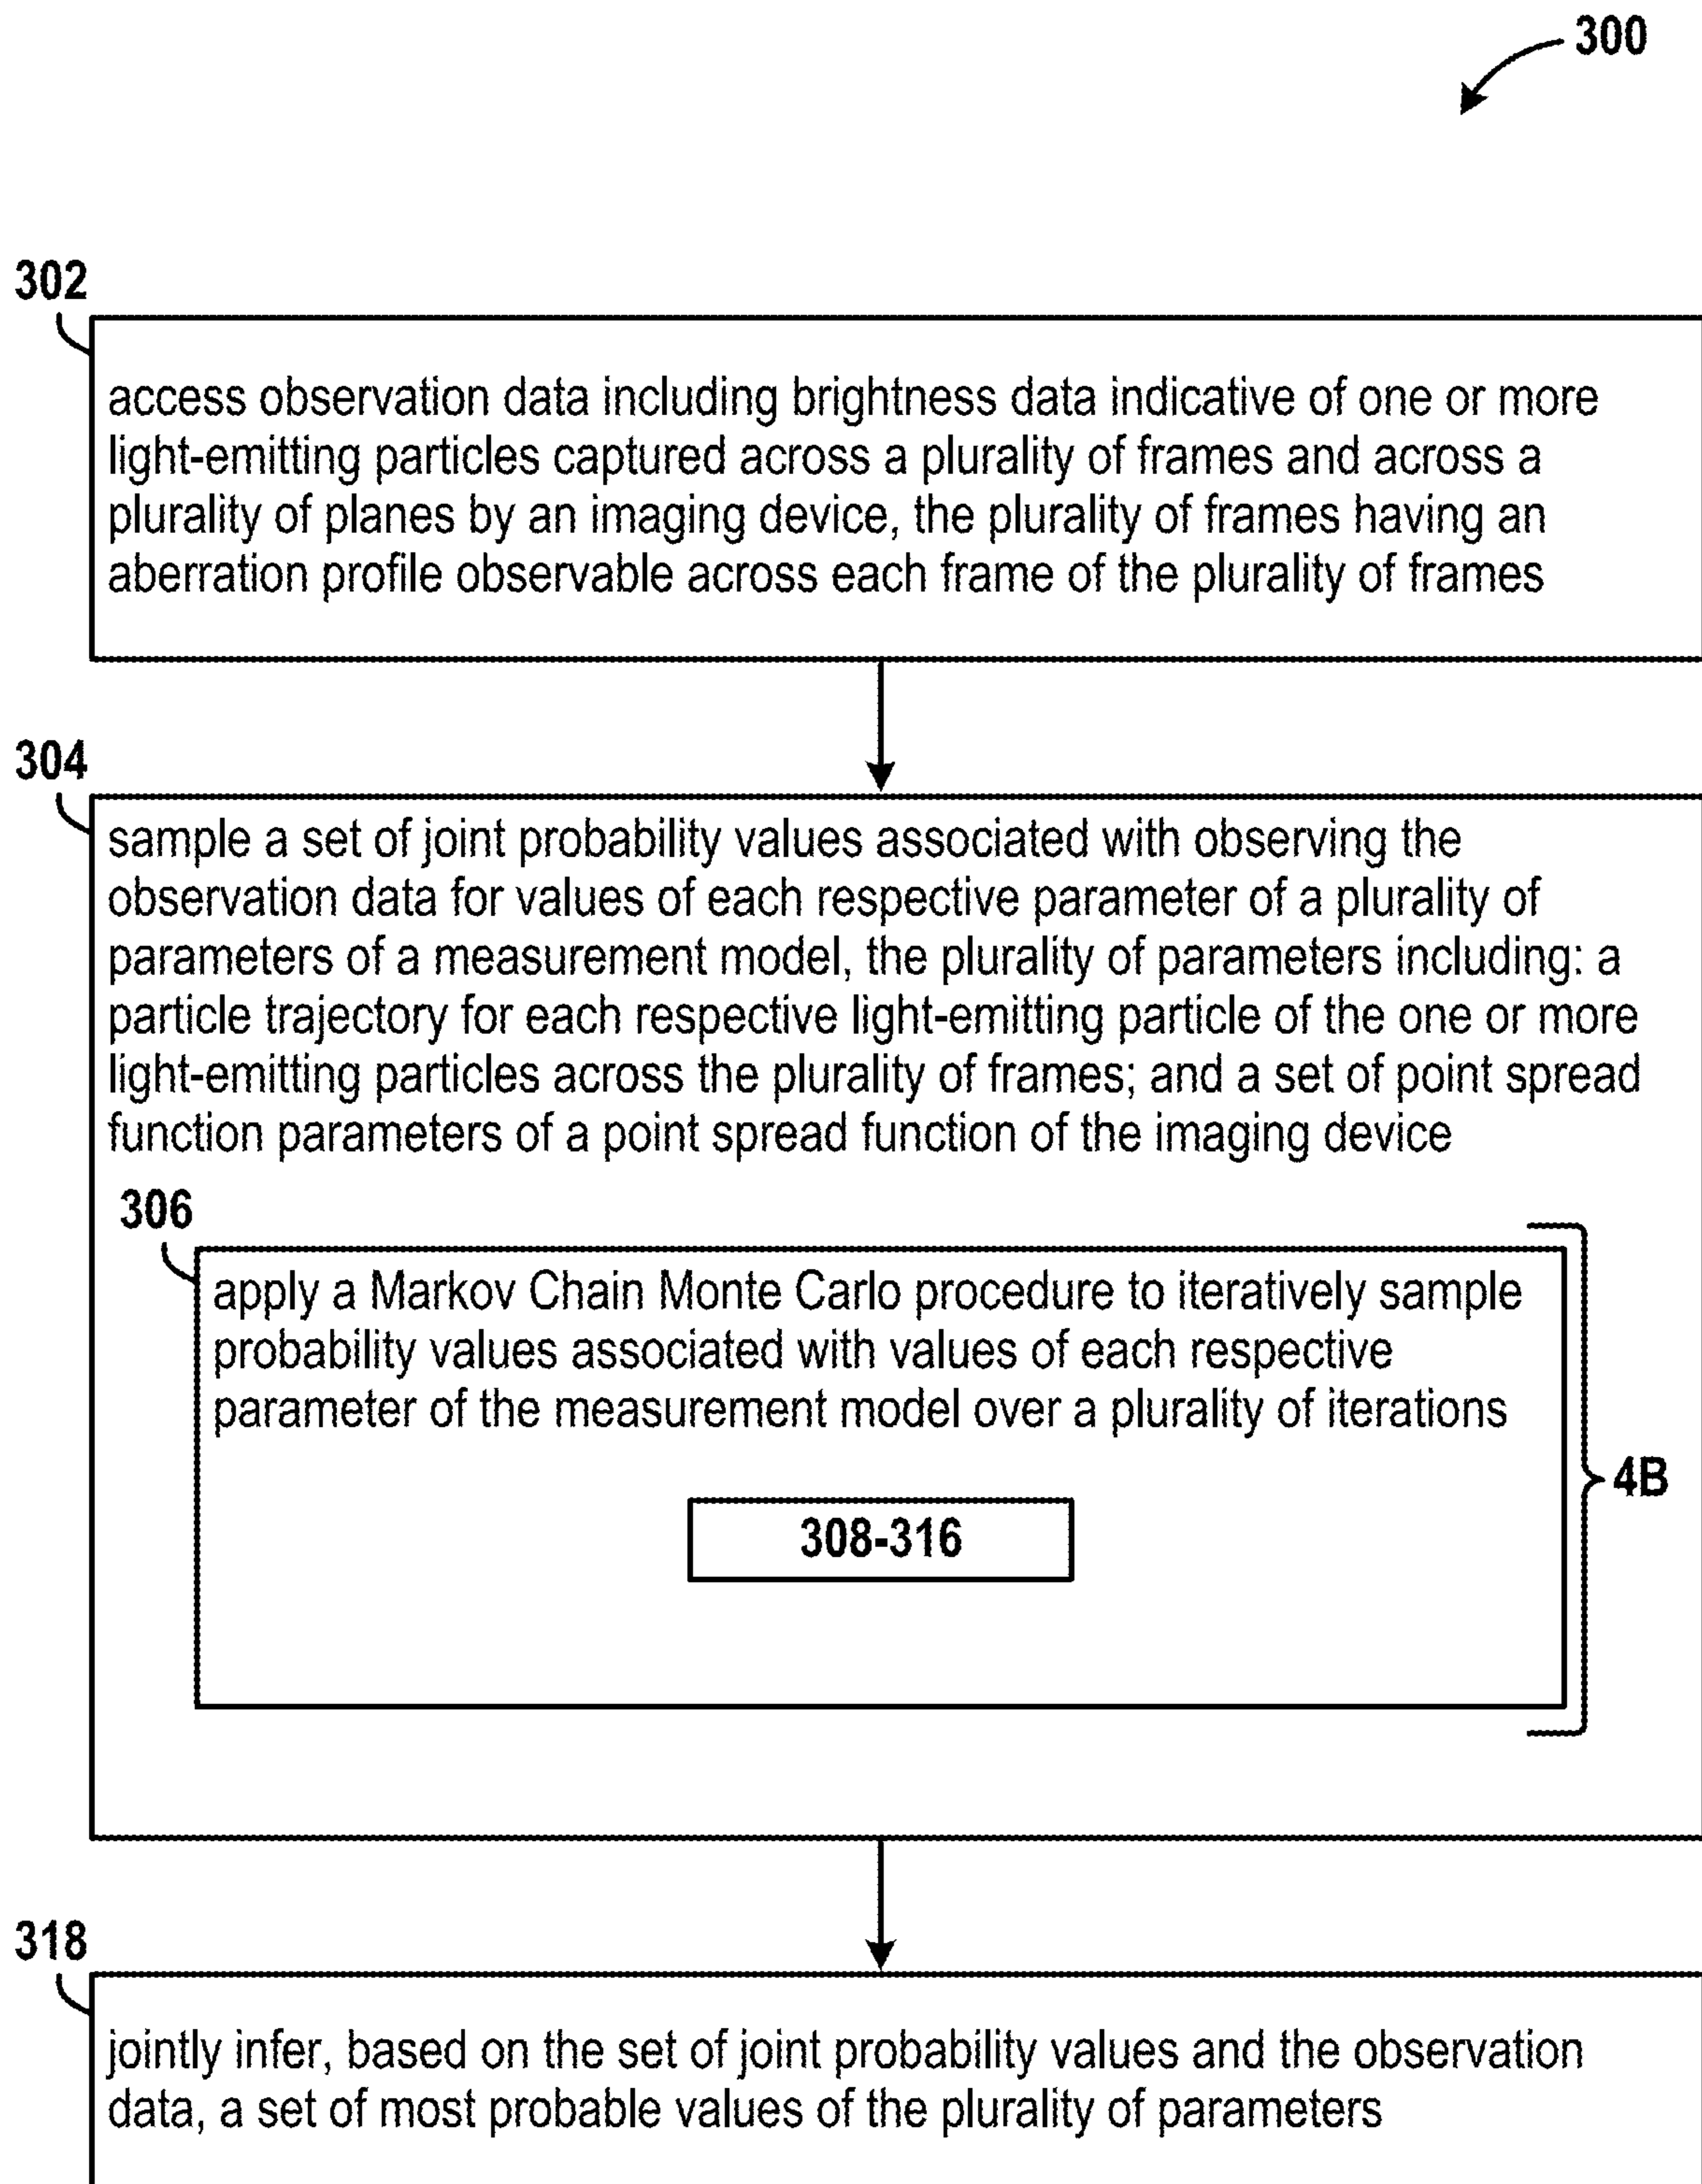 300
302
access observation data including brightness data indicative of one or more
light-emitting particles captured across a plurality of frames and across a
plurality of planes by an imaging device, the plurality of frames having an
aberration profile observable across each frame of the plurality of frames
304
sample a set of joint probability values associated with observing the
observation data for values of each respective parameter of a plurality of
parameters of a measurement model, the plurality of parameters including: a
particle trajectory for each respective light-emitting particle of the one or more
light-emitting particles across the plurality of frames; and a set of point spread
function parameters of a point spread function of the imaging device
306
apply a Markov Chain Monte Carlo procedure to iteratively sample
probability values associated with values of each respective
parameter of the measurement model over a plurality of iterations
4B
308-316
318
jointly infer, based on the set of joint probability values and the observation
data, a set of most probable values of the plurality of parameters